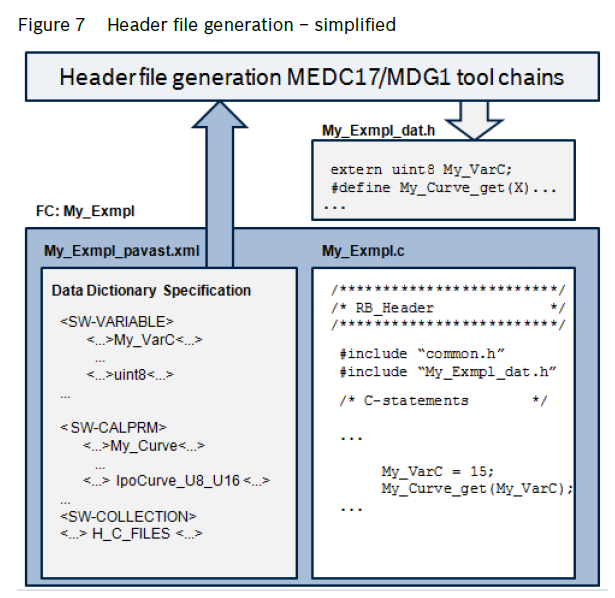 Figure 7 Header file generation – simplified
Headerfile generation MEDC17/MDG1 tool chains
My_Exmpl_dat.h
extern uint8 My_VarC;
#define My_Curve_get(X)...
...
FC: My_Exmpl
My_Exmpl_pavast.xml
Data Dictionary Specification
<SW-VARIABLE>
<...>My_VarC<...>
...
<...>uint8<...>
...
<SW-CALPRM>
<...>My_Curve<...>
...
<...> IpoCurve_U8_U16 <...>
...
<SW-COLLECTION>
<...> H_C_FILES <...>
My_Exmpl.c
/*************************/
/* RB_Header */
/*************************/
#include “common.h”
#include “My_Exmpl_dat.h”
/* C-statements */
...
My_VarC = 15;
My_Curve_get(My_VarC);
...